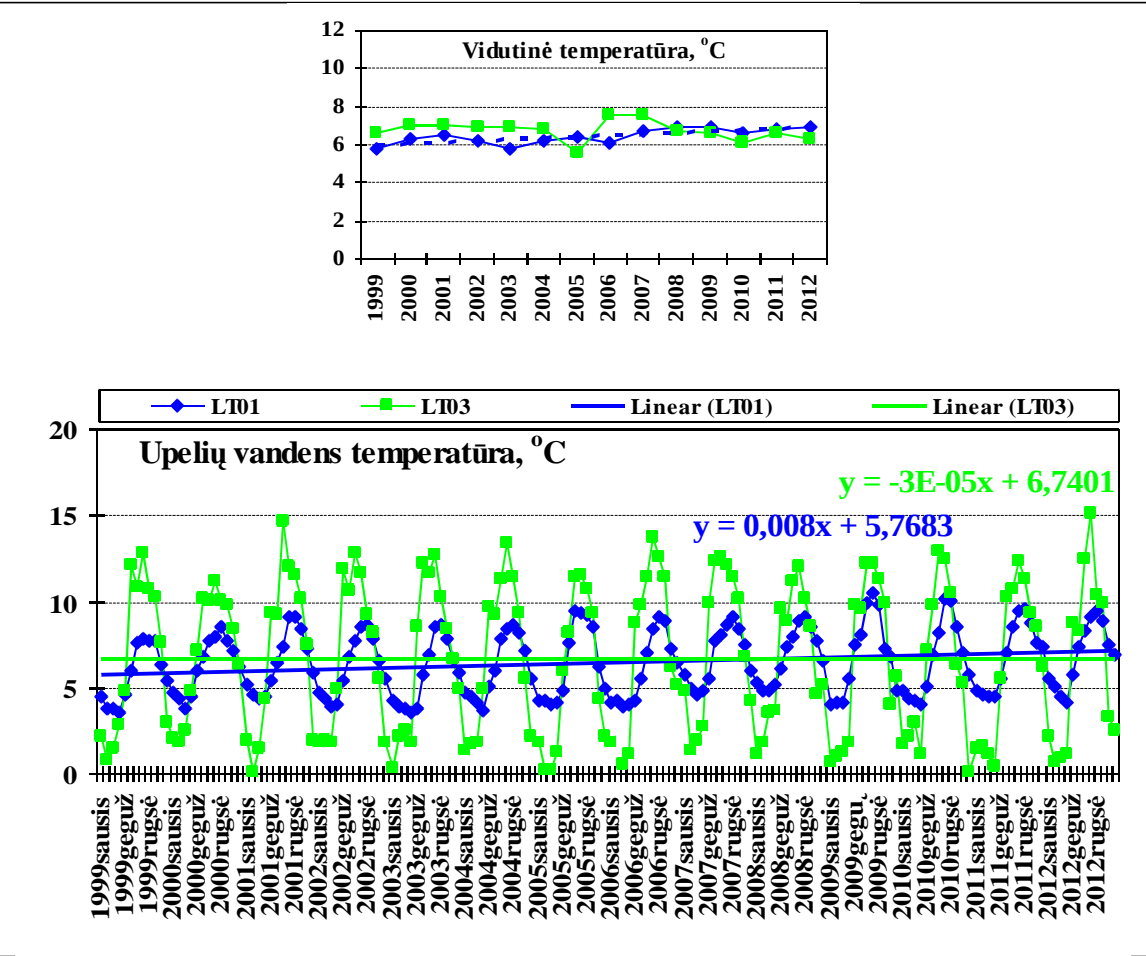 Vidutinė temperatūra, °C
12
10
8
6
4
2
0
1999 2000 2001 2002 2003 2004 2005 2006 2007 2008 2009 2010 2011 2012
LT01 LT03 Linear (LT01) Linear (LT03)
Upelių vandens temperatūra, °C
y = -3E-05x + 6,7401
y = 0,008x + 5,7683
20
15
10
5
0
1999sausis 1999geguž 1999rugsė 2000sausis 2000geguž 2000rugsė 2001sausis 2001geguž 2001rugsė 2002sausis 2002geguž 2002rugsė 2003sausis 2003geguž 2003rugsė 2004sausis 2004geguž 2004rugsė 2005sausis 2005geguž 2005rugsė 2006sausis 2006geguž 2006rugsė 2007sausis 2007geguž 2007rugsė 2008sausis 2008geguž 2008rugsė 2009sausis 2009gegu, 2009rugsė 2010sausis 2010geguž 2010rugsė 2011sausis 2011geguž 2011rugsė 2012sausis 2012geguž 2012rugsė